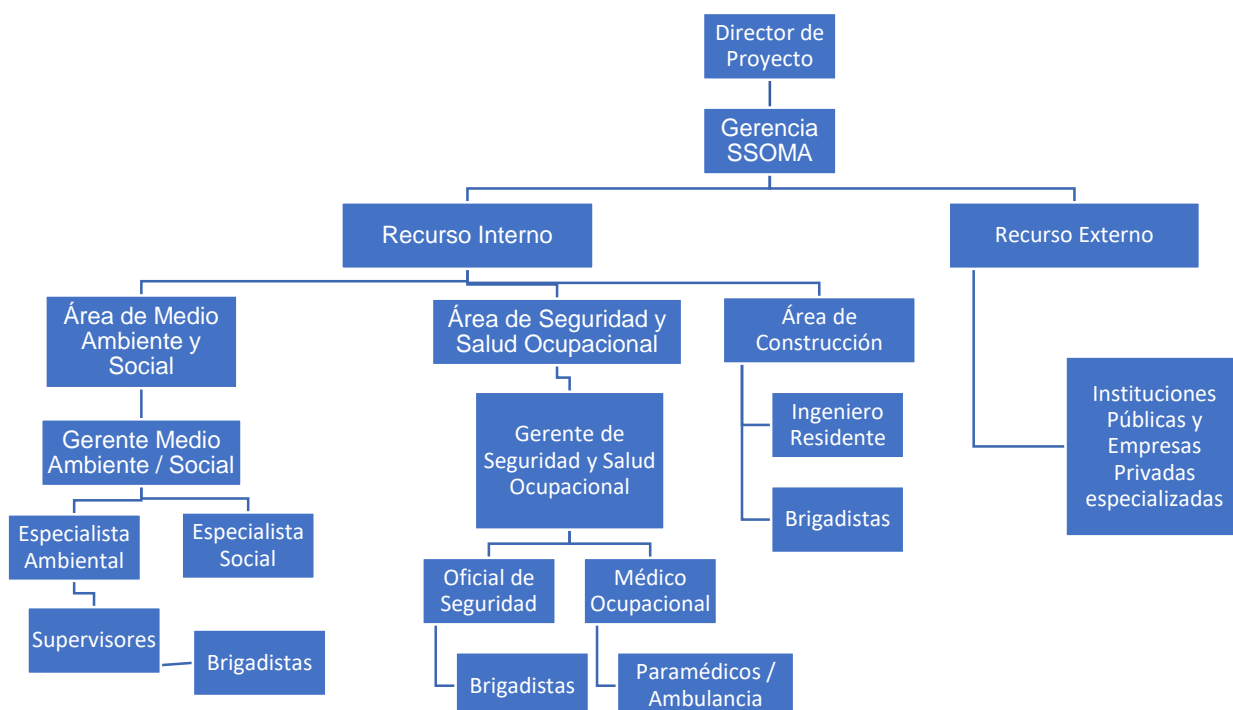 Director de
Proyecto
Gerencia
SSOMA
Recurso Interno
Recurso Externo
Área de Medio
Ambiente y
Social
Área de Seguridad y
Salud Ocupacional
Área de
Construcción
Gerente Medio
Ambiente / Social
Gerente de
Seguridad y Salud
Ocupacional
Ingeniero
Residente
Instituciones
Públicas y
Empresas
Privadas
especializadas
Especialista
Ambiental
Especialista
Social
Brigadistas
Oficial de
Seguridad
Médico
Ocupacional
Supervisores
Brigadistas
Brigadistas
Paramédicos /
Ambulancia